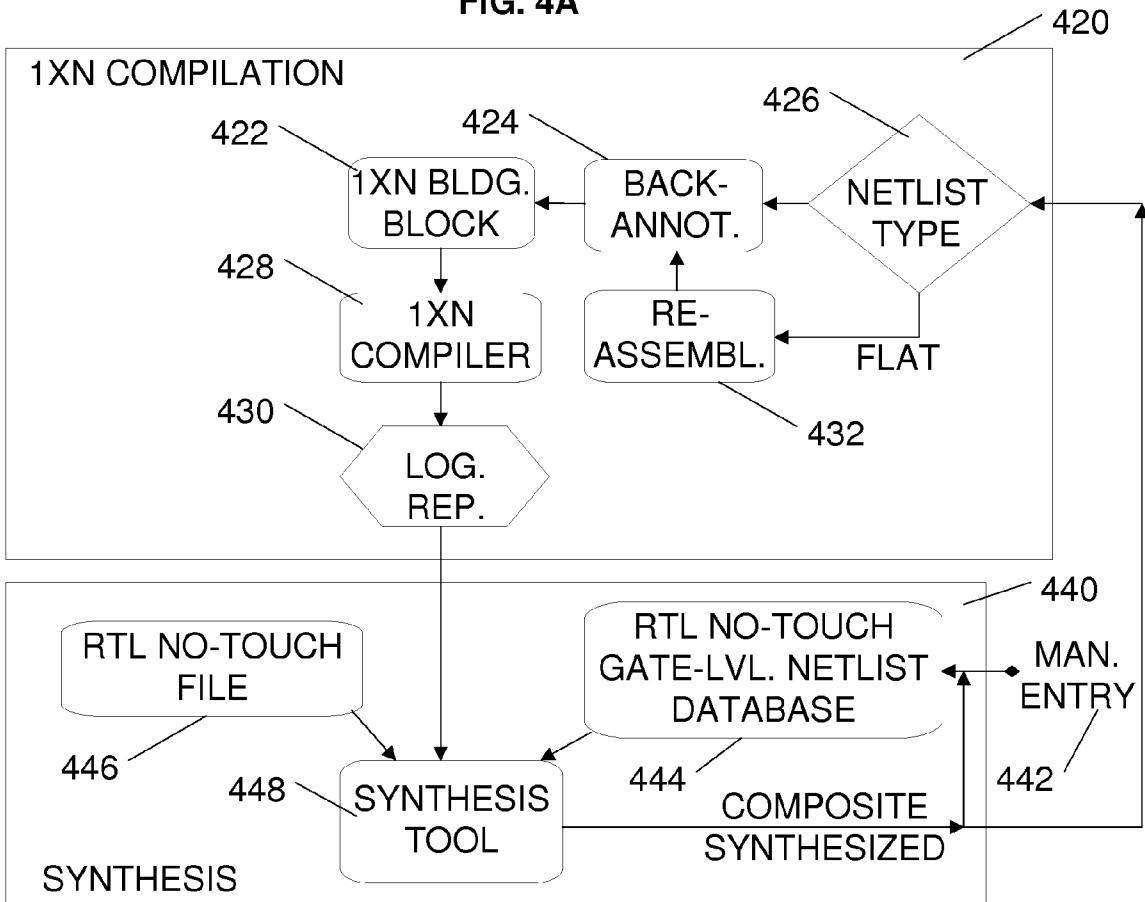 FIG. 4A
420
1XN COMPILATION
426
422
424
1XN BLDG.
BLOCK
BACK-
ANNOT.
NETLIST
TYPE
428
1XN
COMPILER
RE-
ASSEMBL.
FLAT
430
432
LOG.
REP.
440
RTL NO-TOUCH
FILE
RTL NO-TOUCH
GATE-LVL. NETLIST
DATABASE
MAN.
ENTRY
446
448
444
442
SYNTHESIS
TOOL
COMPOSITE
SYNTHESIZED
SYNTHESIS